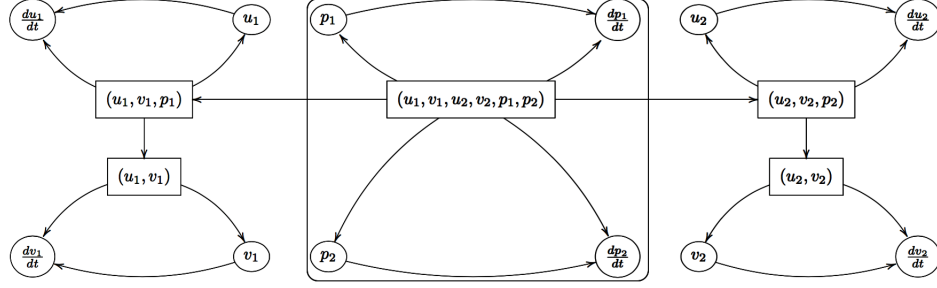 du₁/dt u₁ p₁ dp₁/dt u₂ du₂/dt
(u₁, v₁, p₁) (u₁, v₁, u₂, v₂, p₁, p₂) (u₂, v₂, p₂)
(u₁, v₁) (u₂, v₂)
dv₁/dt v₁ p₂ dp₂/dt v₂ dv₂/dt